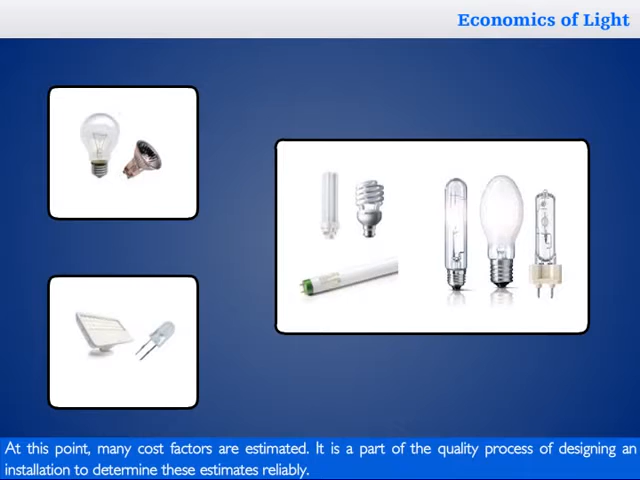 Economics of Light
At this point, many cost factors are estimated. It is a part of the quality process of designing an
installation to determine these estimates reliably.